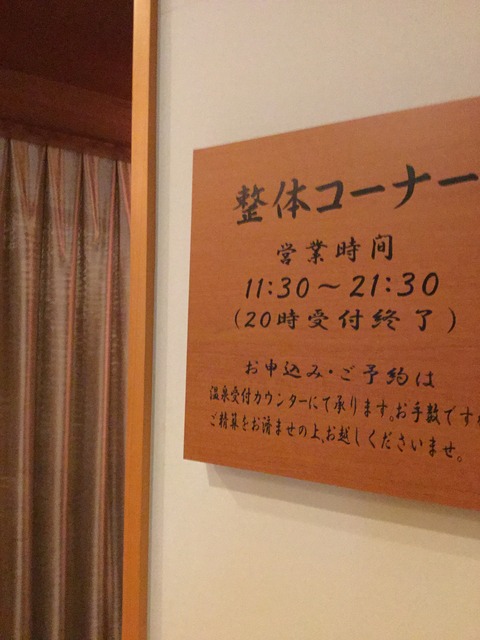 整体コーナー
営業時間
11:30～21:30
(20時受付終了)
お申込み・ご予約は
温泉受付カウンターにて承ります。お手数ですが
ご精算をお済ませの上、お越しくださいませ。